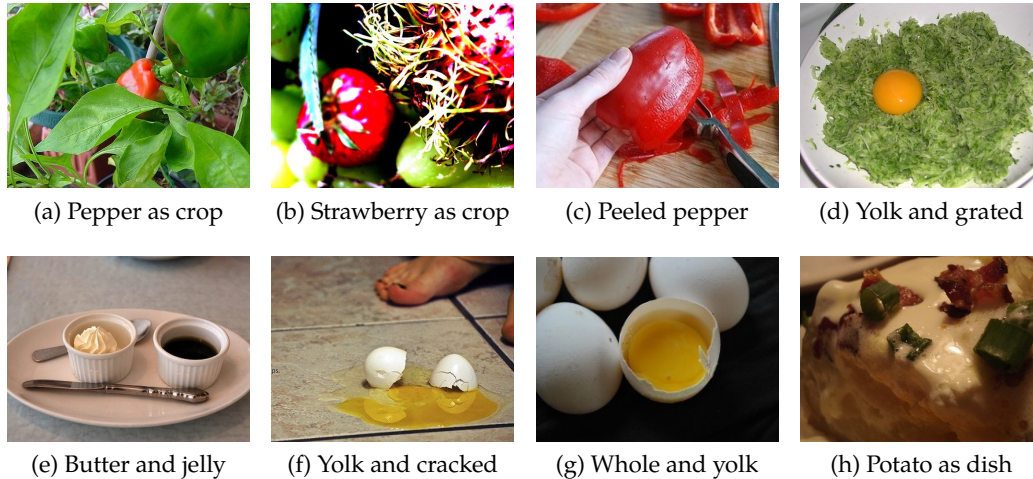 (a) Pepper as crop
(b) Strawberry as crop
(c) Peeled pepper
(d) Yolk and grated
ps.
(e) Butter and jelly
(f) Yolk and cracked
(g) Whole and yolk
(h) Potato as dish